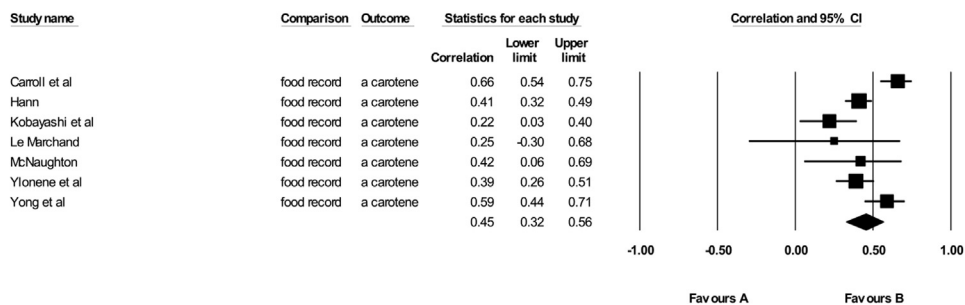 Study name Comparison Outcome Statistics for each study Correlation and 95% CI
Lower Upper
Correlation limit limit
Carroll et al food record a carotene 0.66 0.54 0.75
Hann food record a carotene 0.41 0.32 0.49
Kobayashi et al food record a carotene 0.22 0.03 0.40
Le Marchand food record a carotene 0.25 -0.30 0.68
McNaughton food record a carotene 0.42 0.06 0.69
Ylonene et al food record a carotene 0.39 0.26 0.51
Yong et al food record a carotene 0.59 0.44 0.71
0.45 0.32 0.56
-1.00 -0.50 0.00 0.50 1.00
Favours A Favours B